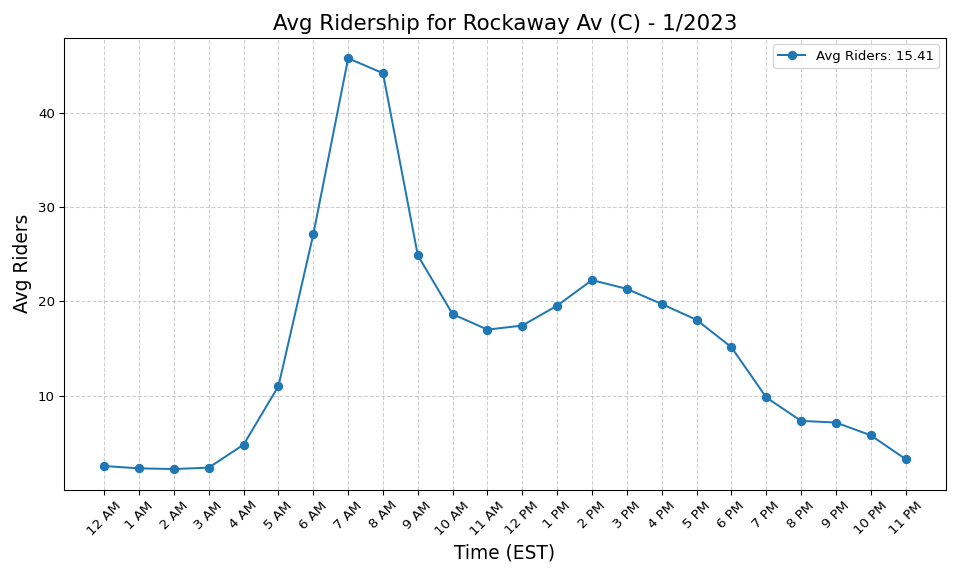 Avg Ridership for Rockaway Av (C) - 1/2023
Avg Riders: 15.41
Avg Riders
40
30
20
10
12 AM
1 AM
2 AM
3 AM
4 AM
5 AM
6 AM
7 AM
8 AM
9 AM
10 AM
11 AM
12 PM
1 PM
2 PM
3 PM
4 PM
5 PM
6 PM
7 PM
8 PM
9 PM
10 PM
11 PM
Time (EST)